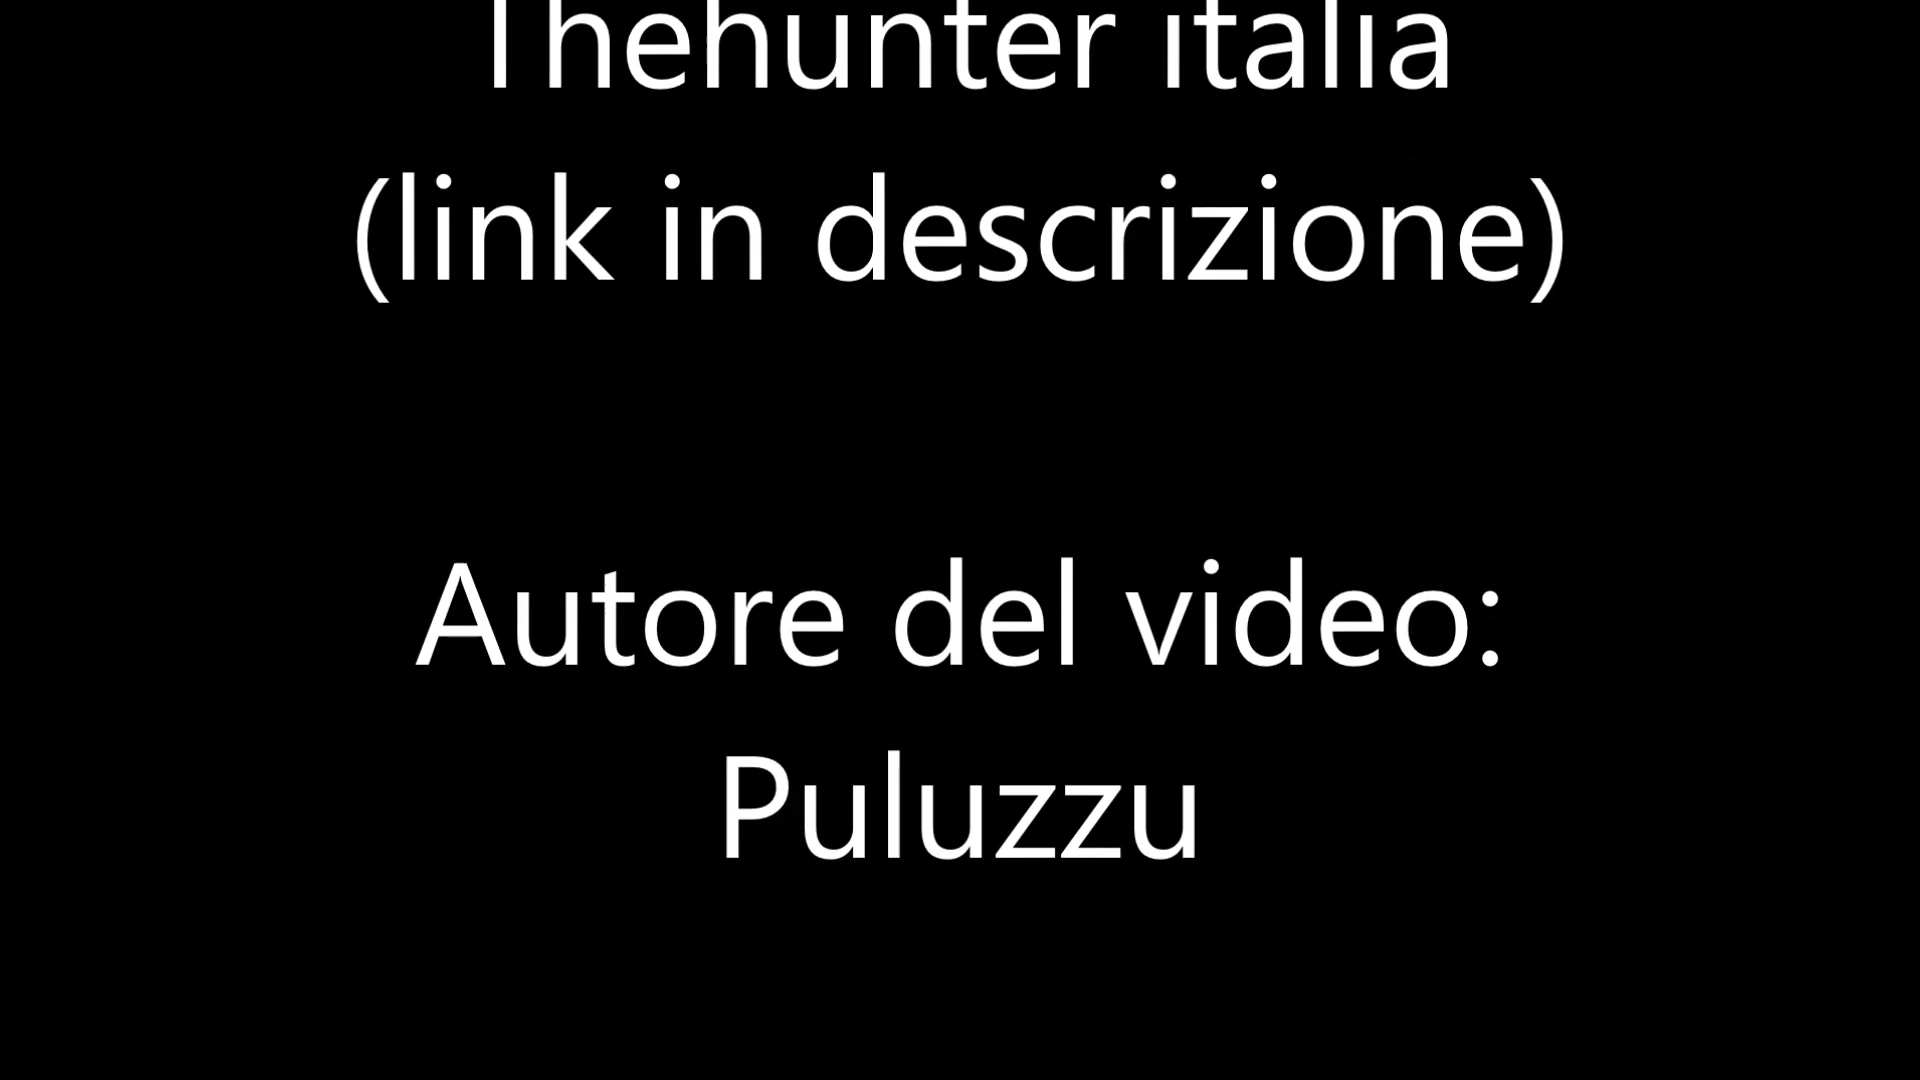 Thehunter italia
(link in descrizione)
Autore del video:
Puluzzu